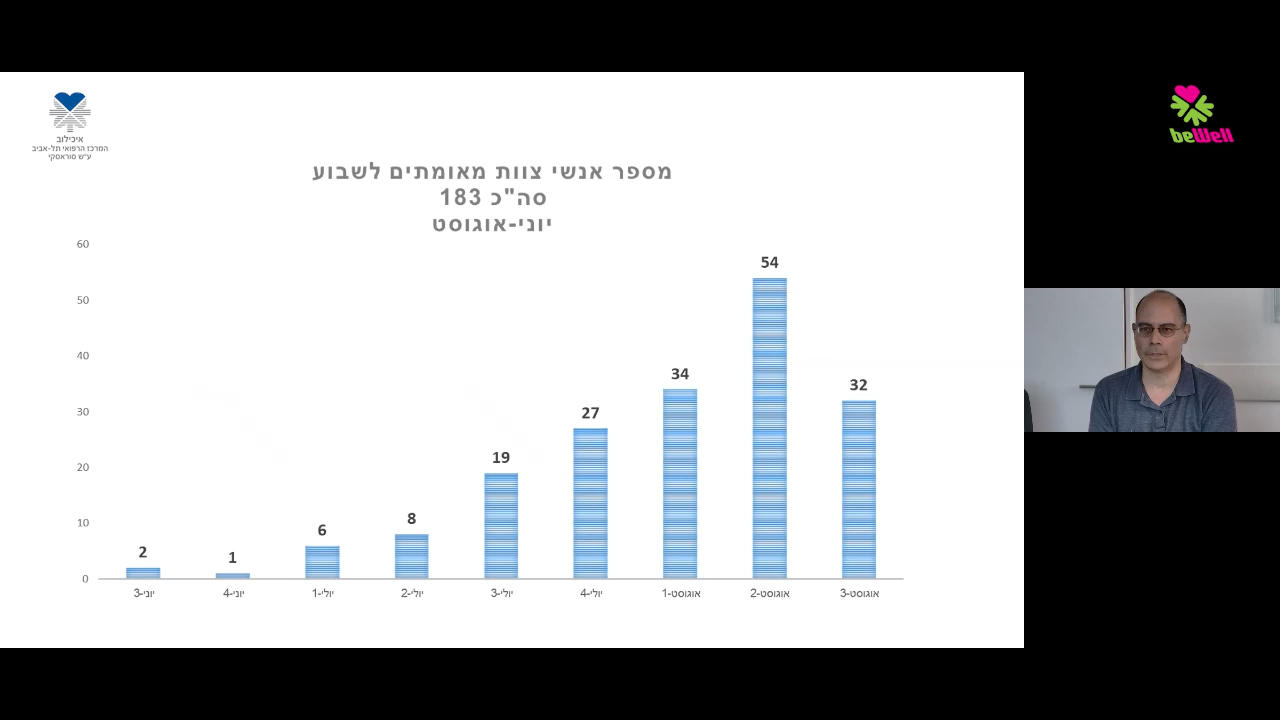 איכילוב
המרכז הרפואי תל-אביב
ע"ש סוראסקי
beWell
מספר אנשי צוות מאומתים לשבוע
סה"כ 183
יוני-אוגוסט
60
50
40
30
20
10
0
2
1
6
8
19
27
34
54
32
יוני-3
יוני-4
יולי-1
יולי-2
יולי-3
יולי-4
אוגוסט-1
אוגוסט-2
אוגוסט-3